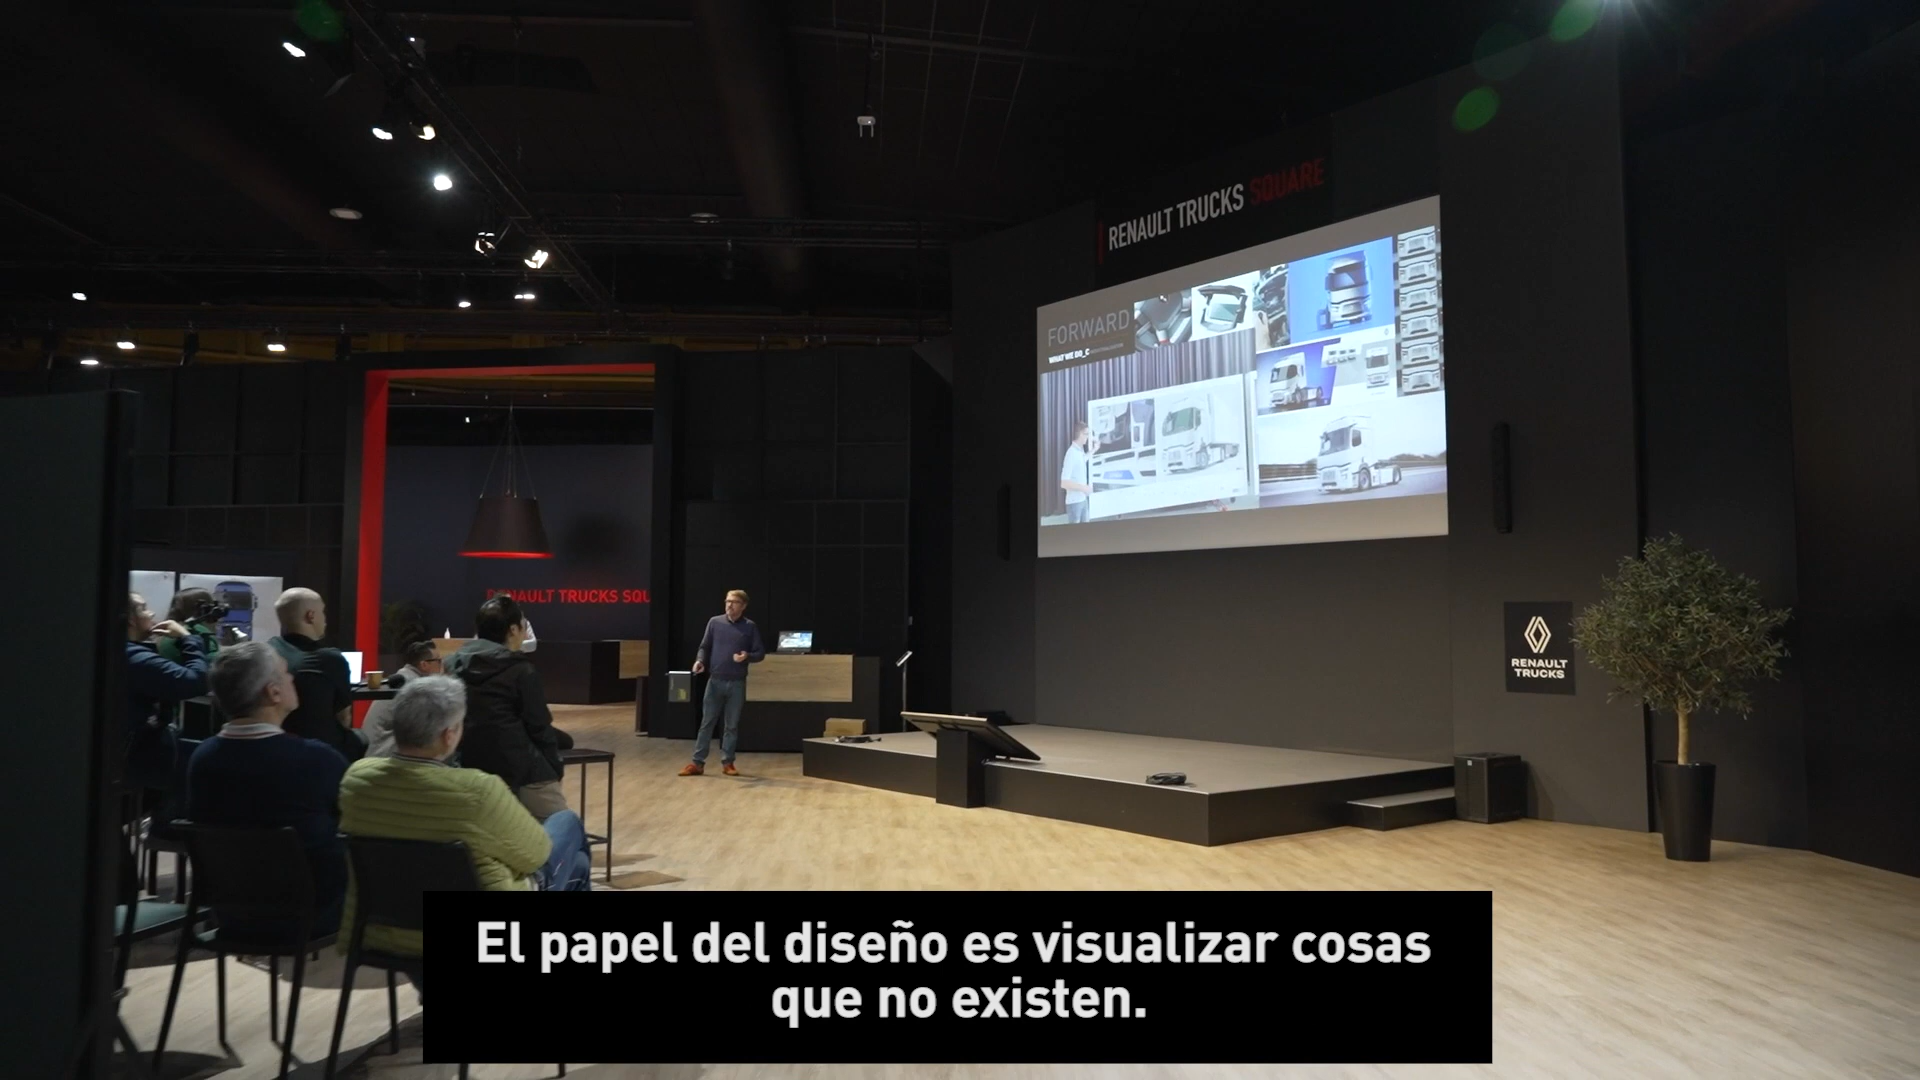 RENAULT TRUCKS SQUARE
FORWARD
WHAT WE DO_C
RENAULT TRUCKS SQU
RENAULT
TRUCKS
El papel del diseño es visualizar cosas
que no existen.